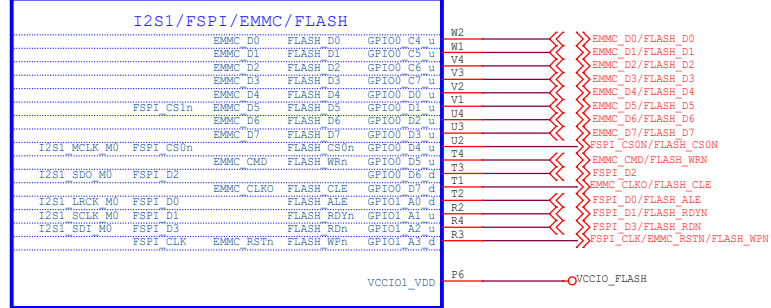 I2S1/FSPI/EMMC/FLASH
EMMC_D0 FLASH_D0 GPIO0_C4_u W2 EMMC_D0/FLASH_D0
EMMC_D1 FLASH_D1 GPIO0_C5_u W1 EMMC_D1/FLASH_D1
EMMC_D2 FLASH_D2 GPIO0_C6_u V4 EMMC_D2/FLASH_D2
EMMC_D3 FLASH_D3 GPIO0_C7_u V3 EMMC_D3/FLASH_D3
EMMC_D4 FLASH_D4 GPIO0_D0_u V2 EMMC_D4/FLASH_D4
FSPI_CS1n EMMC_D5 FLASH_D5 GPIO0_D1_u V1 EMMC_D5/FLASH_D5
EMMC_D6 FLASH_D6 GPIO0_D2_u U4 EMMC_D6/FLASH_D6
EMMC_D7 FLASH_D7 GPIO0_D3_u U3 EMMC_D7/FLASH_D7
I2S1_MCLK_M0 FSPI_CS0n FLASH_CS0n GPIO0_D4_u U2 FSPI_CS0N/FLASH_CS0N
EMMC_CMD FLASH_WRn GPIO0_D5_u T4 EMMC_CMD/FLASH_WRN
I2S1_SDO_M0 FSPI_D2 GPIO0_D6_d T3 FSPI_D2
EMMC_CLKO FLASH_CLE GPIO0_D7_d T1 EMMC_CLKO/FLASH_CLE
I2S1_LRCK_M0 FSPI_D0 FLASH_ALE GPIO1_A0_d T2 FSPI_D0/FLASH_ALE
I2S1_SCLK_M0 FSPI_D1 FLASH_RDYn GPIO1_A1_u R2 FSPI_D1/FLASH_RDYN
I2S1_SDI_M0 FSPI_D3 FLASH_RDn GPIO1_A2_u R4 FSPI_D3/FLASH_RDN
FSPI_CLK EMMC_RSTn FLASH_WPn GPIO1_A3_d R3 FSPI_CLK/EMMC_RSTN/FLASH_WPN
VCCIO1_VDD P6 VCCIO_FLASH